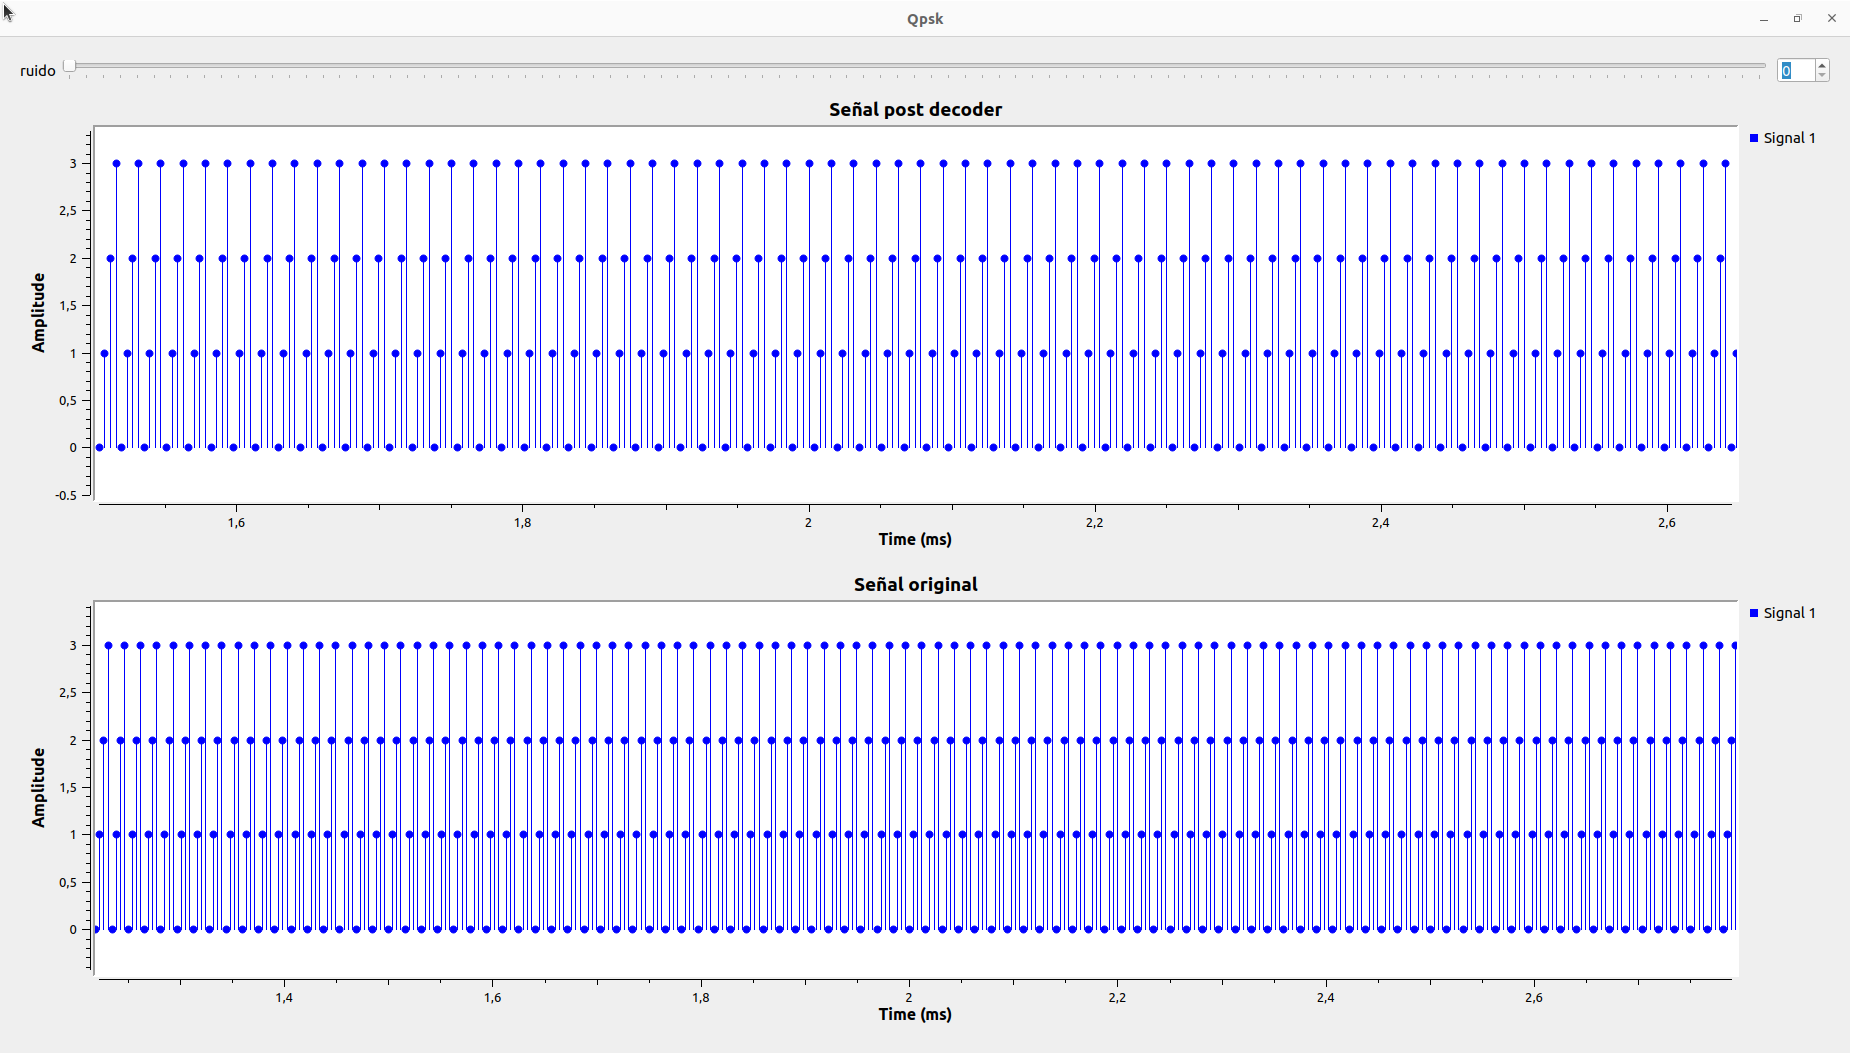 Qpsk
ruido
0
Señal post decoder
Signal 1
3
2,5
2
1,5
1
0,5
0
-0.5
Amplitude
1,6 1,8 2 2,2 2,4 2,6
Time (ms)
Señal original
Signal 1
3
2,5
2
1,5
1
0,5
0
Amplitude
1,4 1,6 1,8 2 2,2 2,4 2,6
Time (ms)